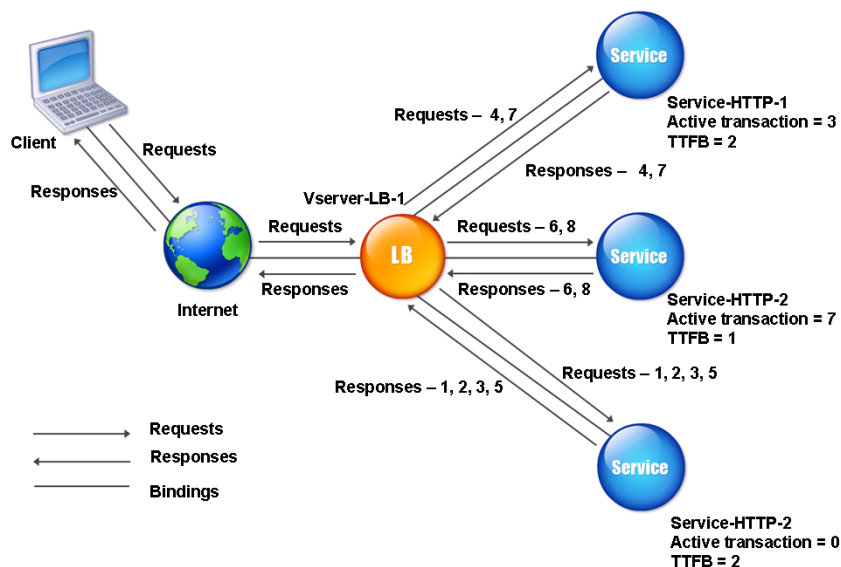 Service
Service-HTTP-1
Active transaction = 3
TTFB = 2
Requests – 4, 7
Client
Requests
Responses
Responses – 4, 7
Vserver-LB-1
Requests
LB
Requests – 6, 8
Service
Responses
Responses – 6, 8
Internet
Service-HTTP-2
Active transaction = 7
TTFB = 1
Requests – 1, 2, 3, 5
Responses – 1, 2, 3, 5
Requests
Responses
Bindings
Service
Service-HTTP-2
Active transaction = 0
TTFB = 2